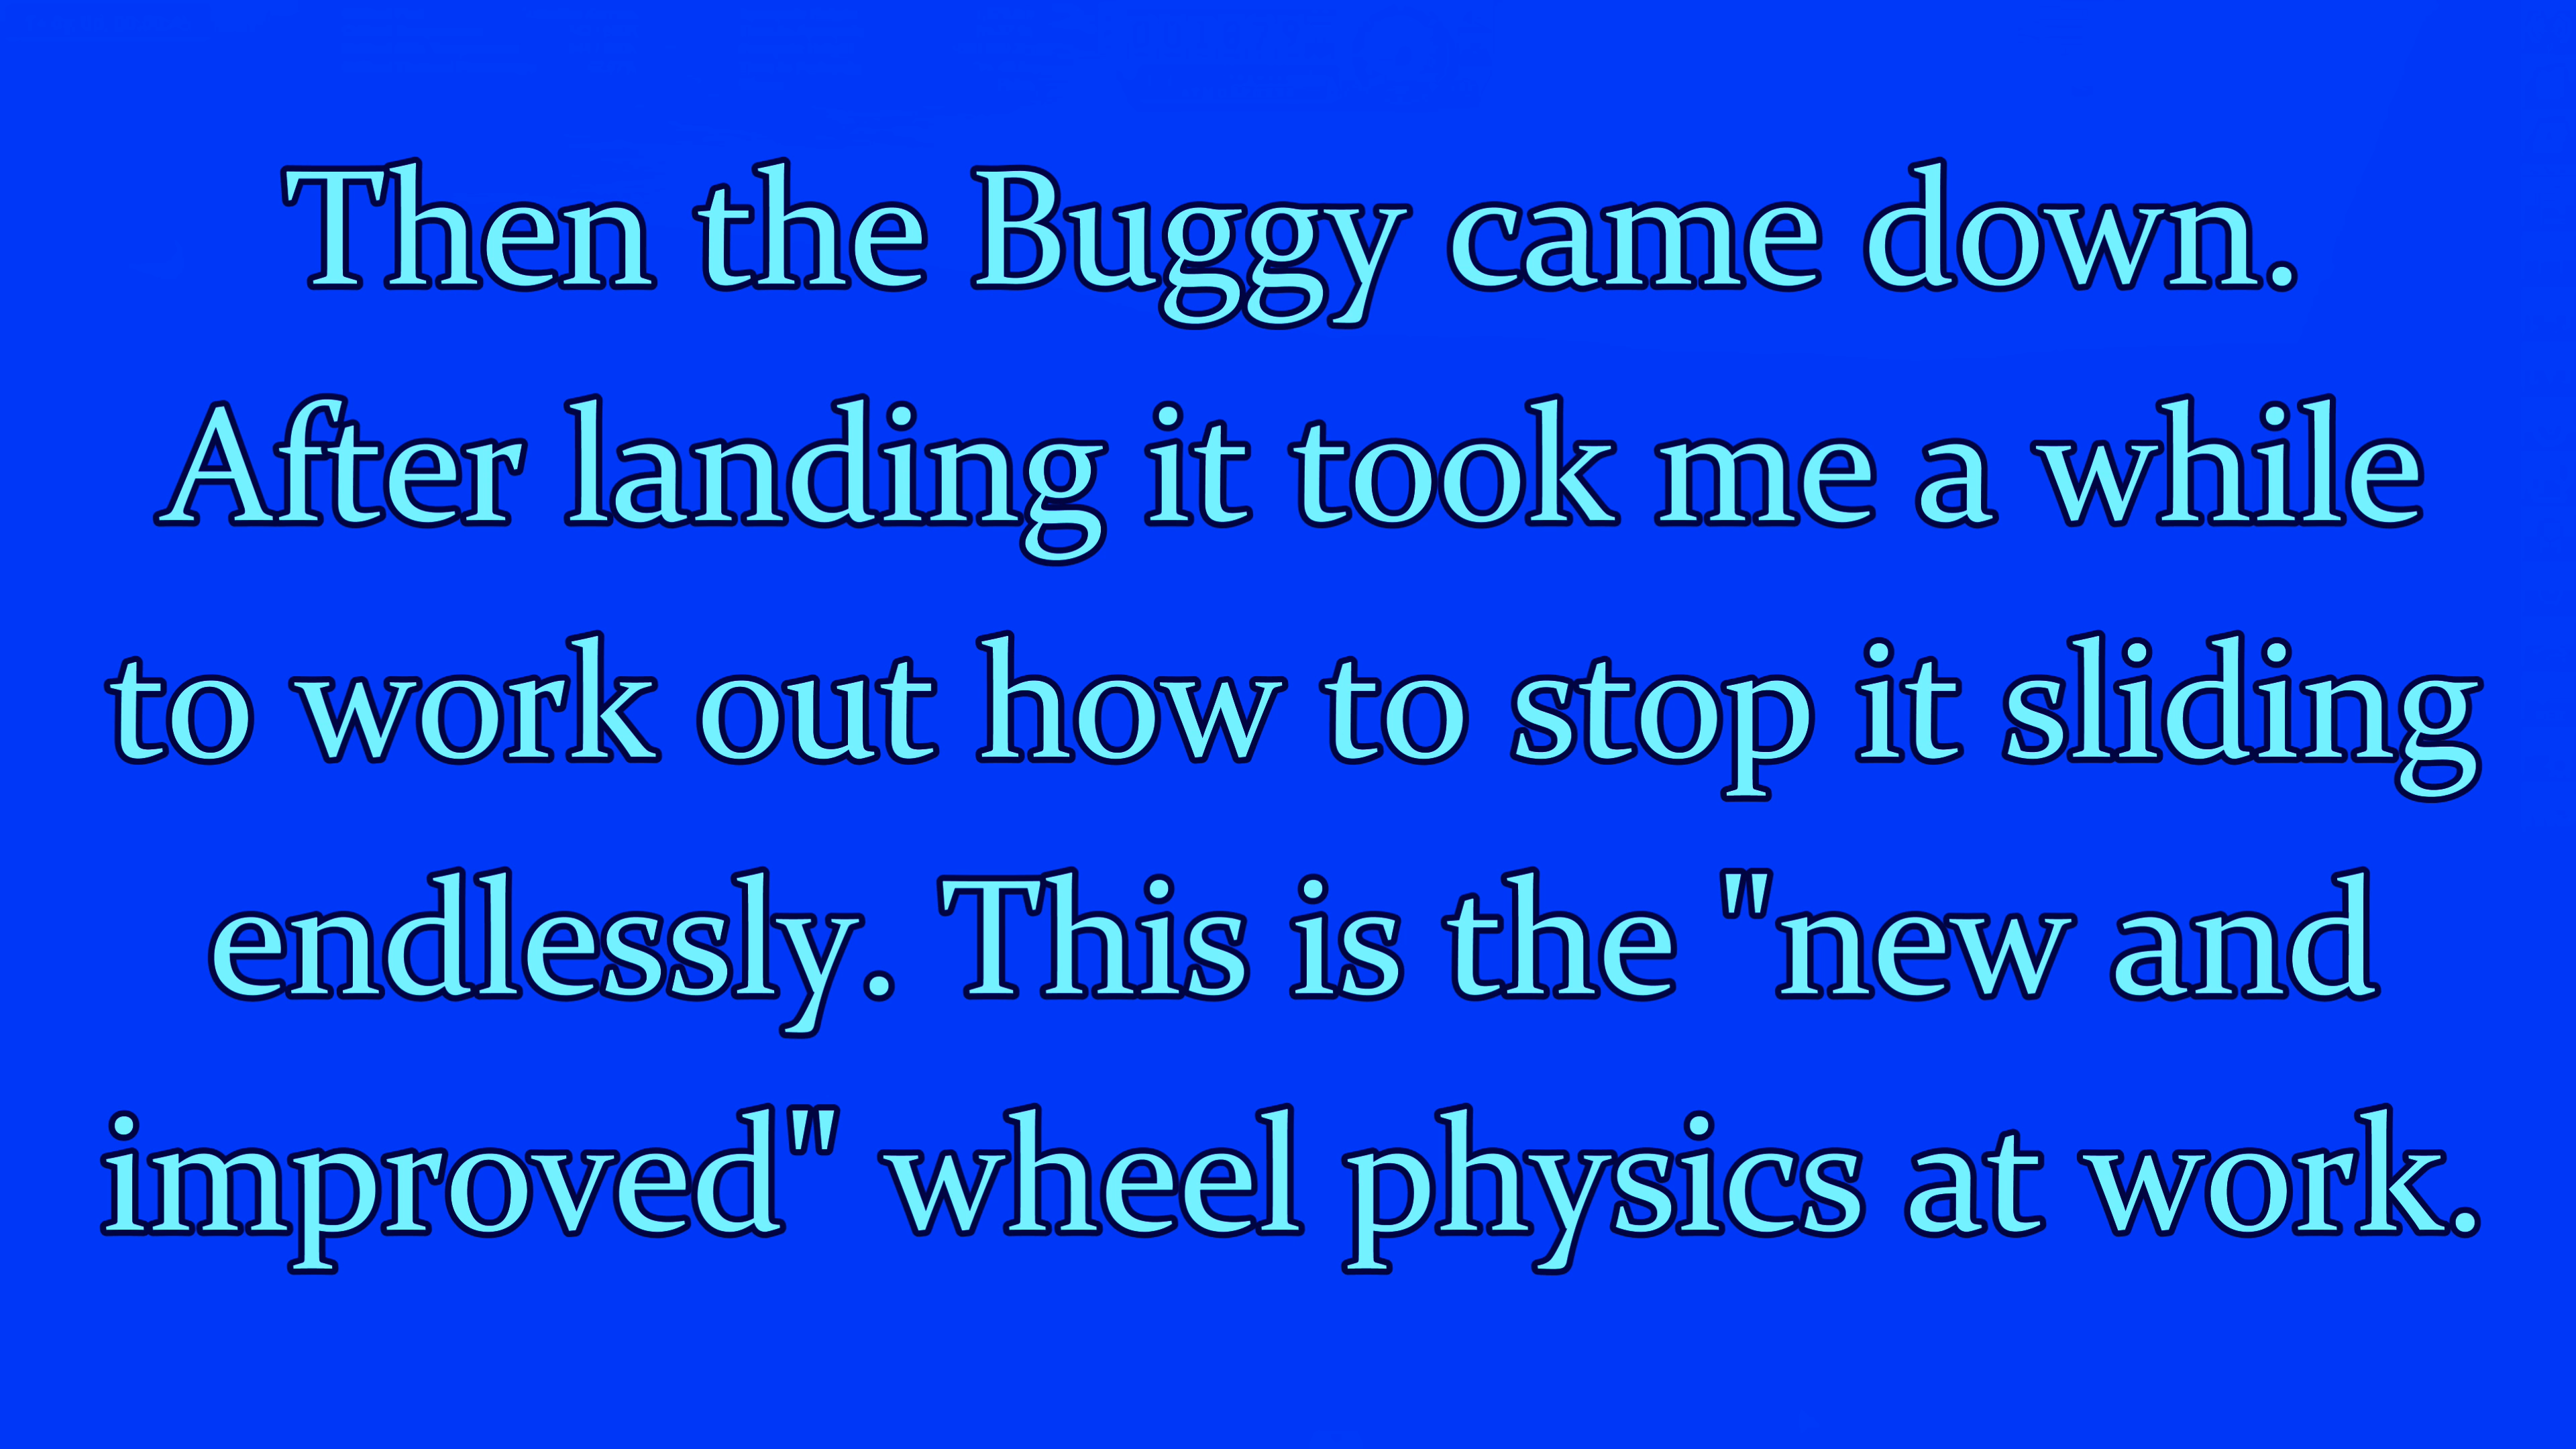 Then the Buggy came down.
After landing it took me a while
to work out how to stop it sliding
endlessly. This is the "new and
improved" wheel physics at work.